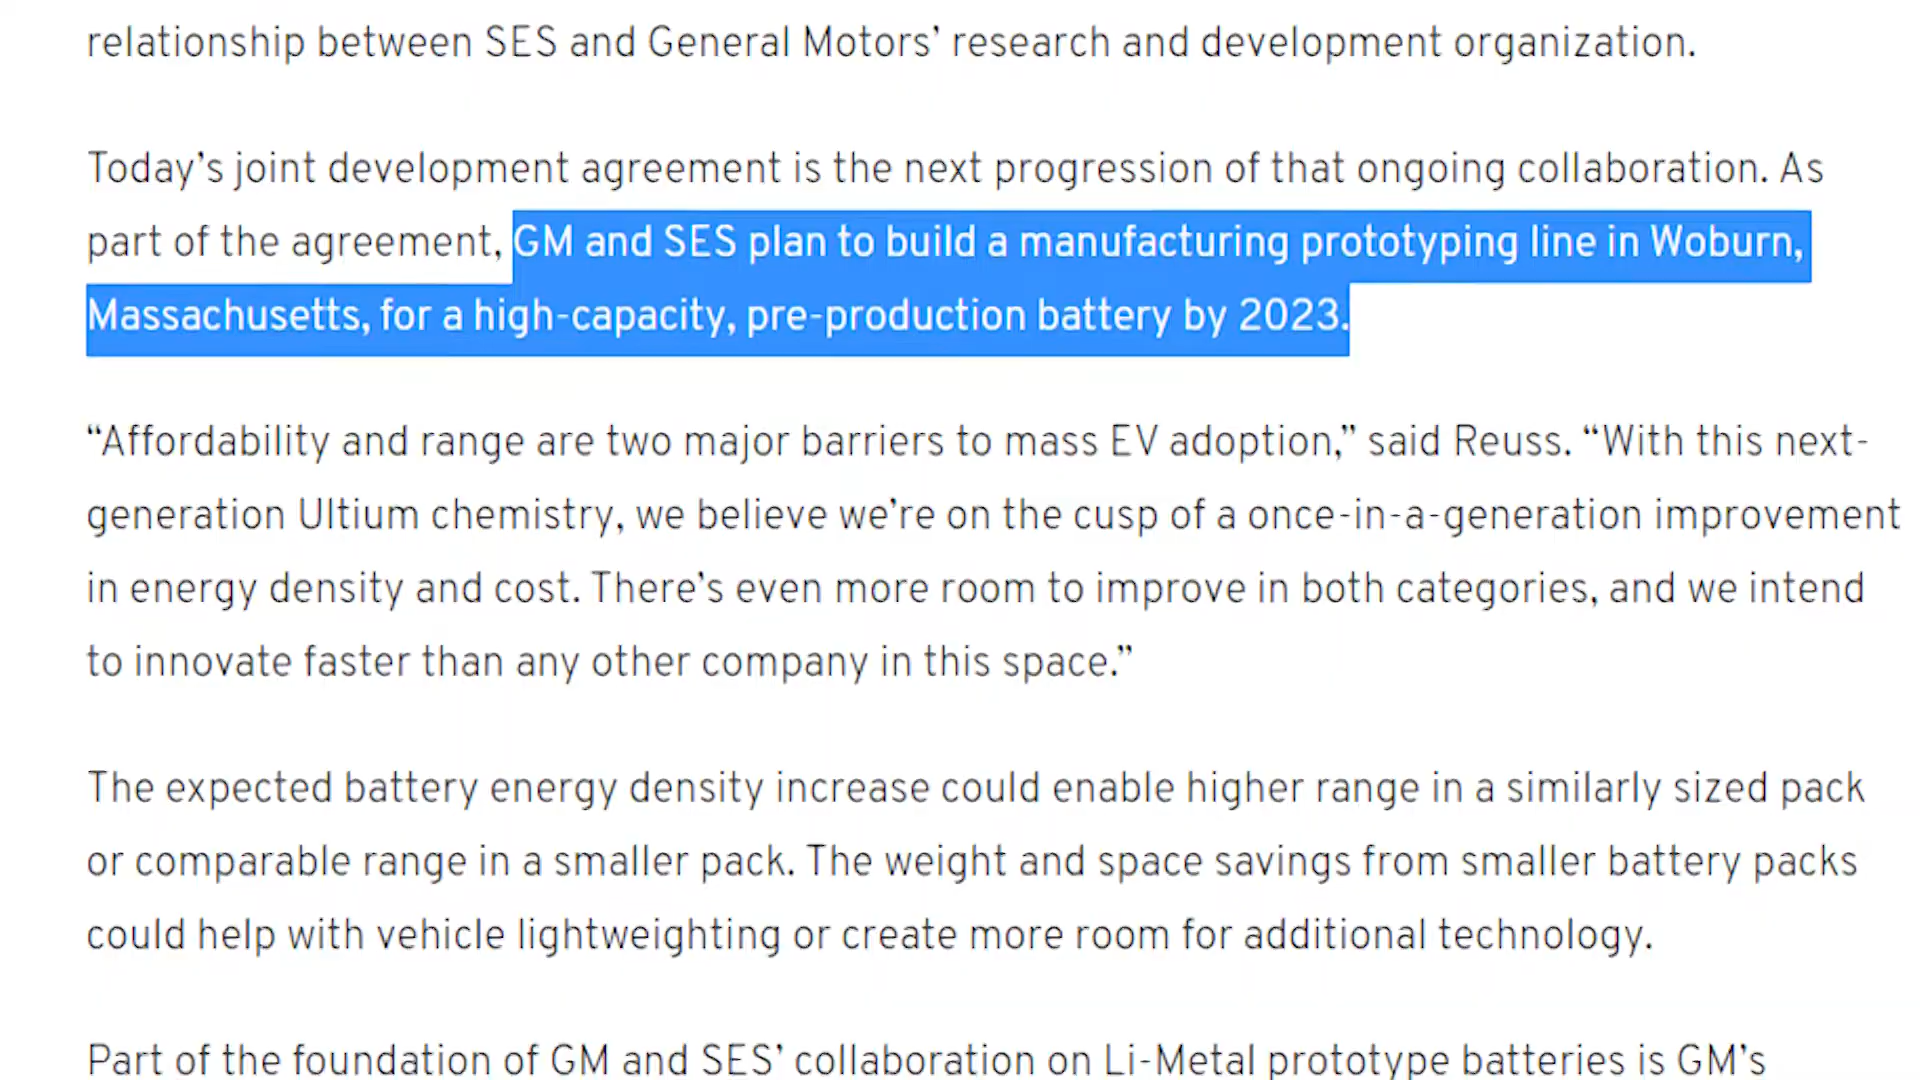 relationship between SES and General Motors’ research and development organization.
Today’s joint development agreement is the next progression of that ongoing collaboration. As
part of the agreement, GM and SES plan to build a manufacturing prototyping line in Woburn,
Massachusetts, for a high-capacity, pre-production battery by 2023.
“Affordability and range are two major barriers to mass EV adoption,” said Reuss. “With this next-
generation Ultium chemistry, we believe we’re on the cusp of a once-in-a-generation improvement
in energy density and cost. There’s even more room to improve in both categories, and we intend
to innovate faster than any other company in this space.”
The expected battery energy density increase could enable higher range in a similarly sized pack
or comparable range in a smaller pack. The weight and space savings from smaller battery packs
could help with vehicle lightweighting or create more room for additional technology.
Part of the foundation of GM and SES’ collaboration on Li-Metal prototype batteries is GM’s